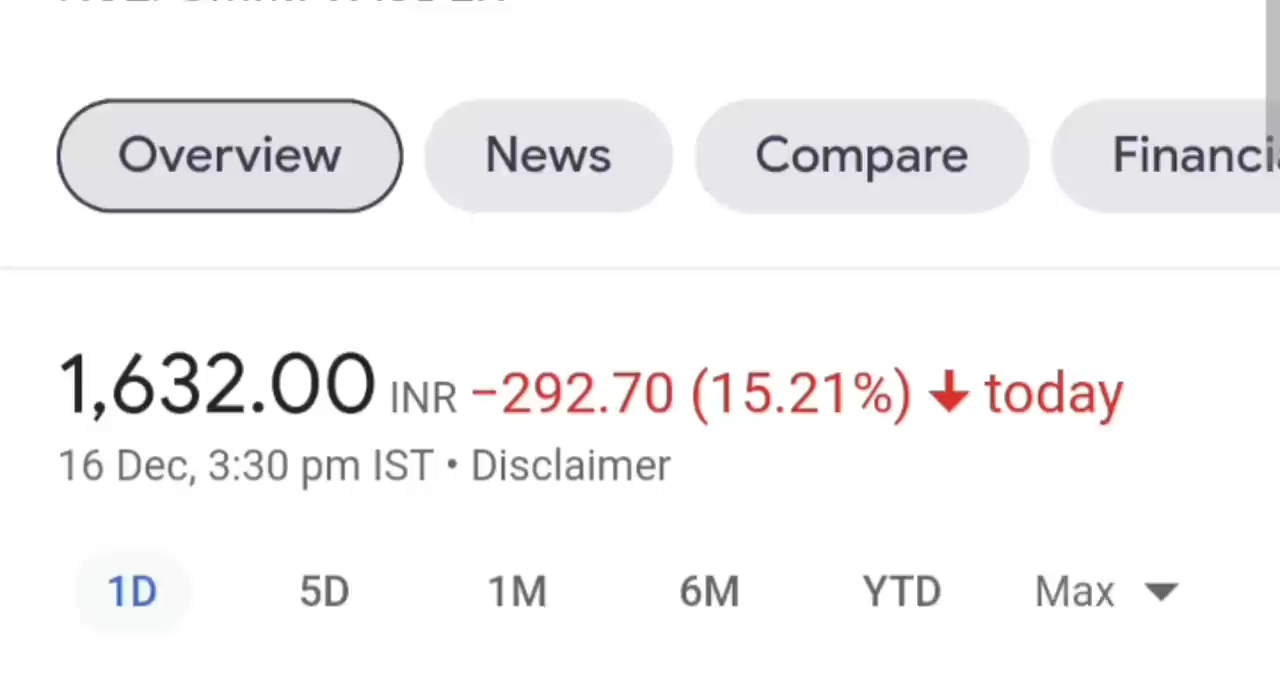 Overview News Compare
1,632.00 INR −292.70 (15.21%) ↓ today
16 Dec, 3:30 pm IST • Disclaimer
1D 5D 1M 6M YTD Max